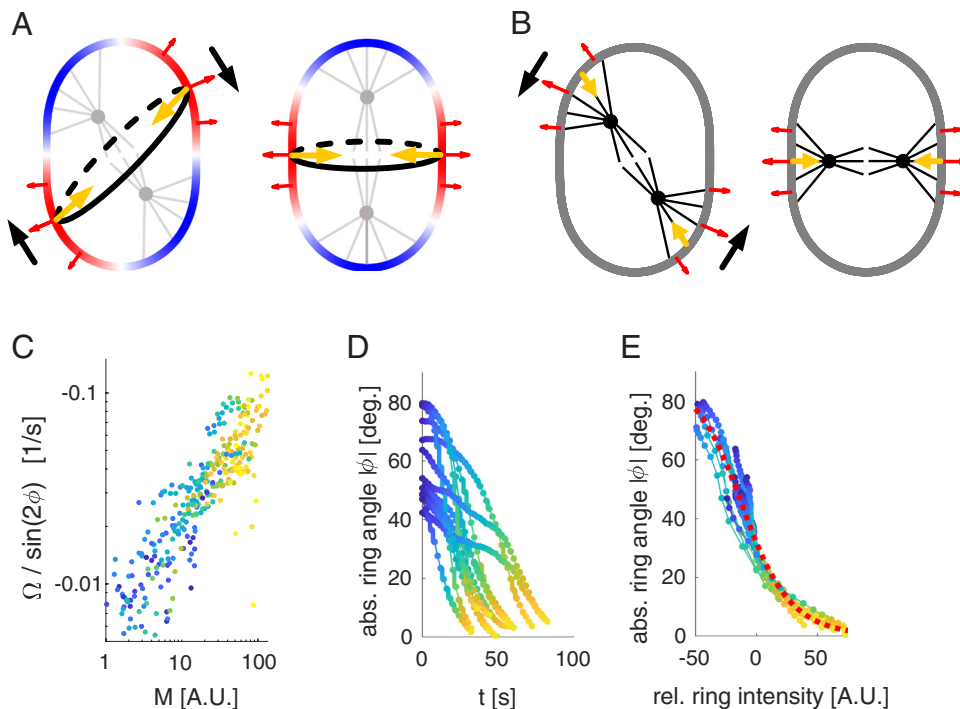 A
B
C
Ω / sin(2ϕ) [1/s]
-0.1
-0.01
1
10
100
M [A.U.]
D
abs. ring angle |ϕ| [deg.]
80
60
40
20
0
0
50
100
t [s]
E
abs. ring angle |ϕ| [deg.]
80
60
40
20
0
-50
0
50
rel. ring intensity [A.U.]